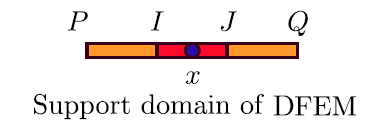 P I J Q
x
Support domain of DFEM